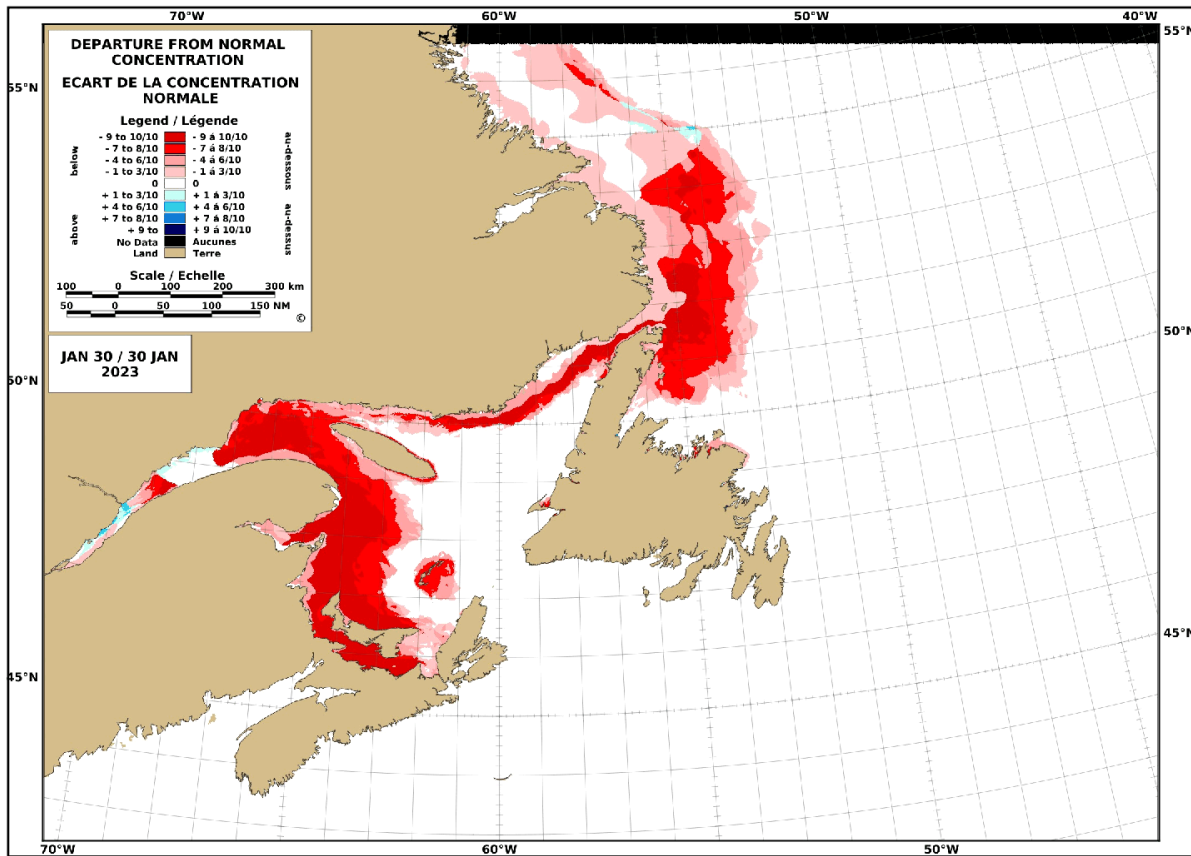 70°W 60°W 50°W 40°W
55°N
DEPARTURE FROM NORMAL
CONCENTRATION
ECART DE LA CONCENTRATION
NORMALE
Legend / Légende
- 9 to 10/10 - 9 á 10/10
- 7 to 8/10 - 7 á 8/10
- 4 to 6/10 - 4 á 6/10
- 1 to 3/10 - 1 á 3/10
0 0
+ 1 to 3/10 + 1 á 3/10
+ 4 to 6/10 + 4 á 6/10
+ 7 to 8/10 + 7 á 8/10
+ 9 to + 9 á 10/10
No Data Aucunes
Land Terre
below
above
au-dessous
au-dessus
Scale / Echelle
100 0 100 200 300 km
50 0 50 100 150 NM
©
JAN 30 / 30 JAN
2023
55°N
50°N
50°N
45°N
45°N
70°W 60°W 50°W